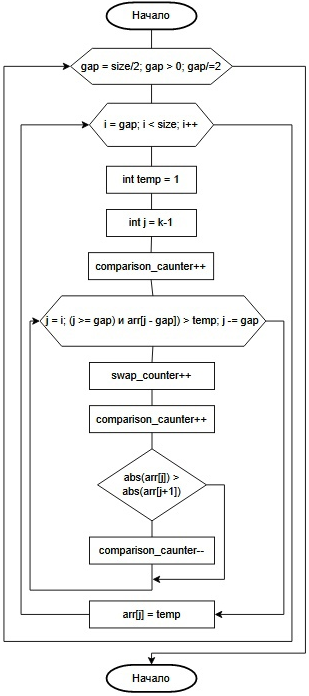 Начало
gap = size/2; gap > 0; gap/=2
i = gap; i < size; i++
int temp = 1
int j = k-1
comparison_caunter++
j = i; (j >= gap) и arr[j - gap]) > temp; j -= gap
swap_counter++
comparison_caunter++
abs(arr[j]) >
abs(arr[j+1])
comparison_caunter--
arr[j] = temp
Начало